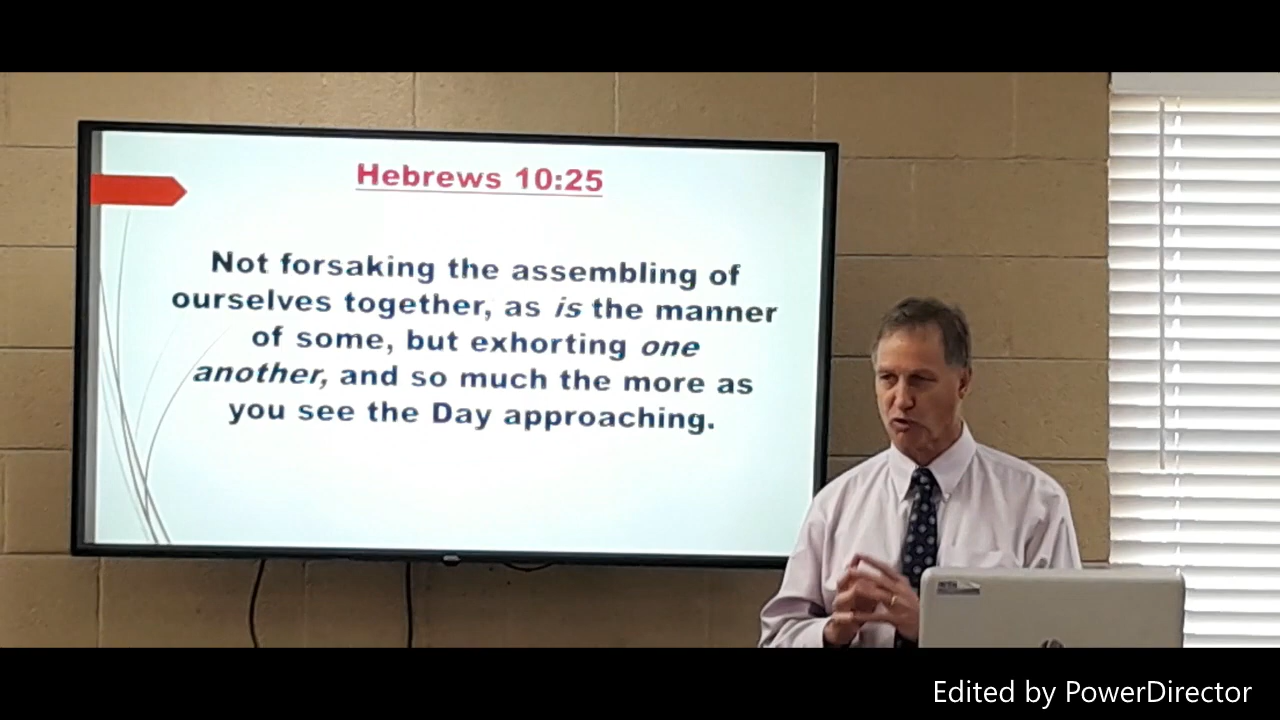 Hebrews 10:25
Not forsaking the assembling of
ourselves together, as is the manner
of some, but exhorting one
another, and so much the more as
you see the Day approaching.
Edited by PowerDirector